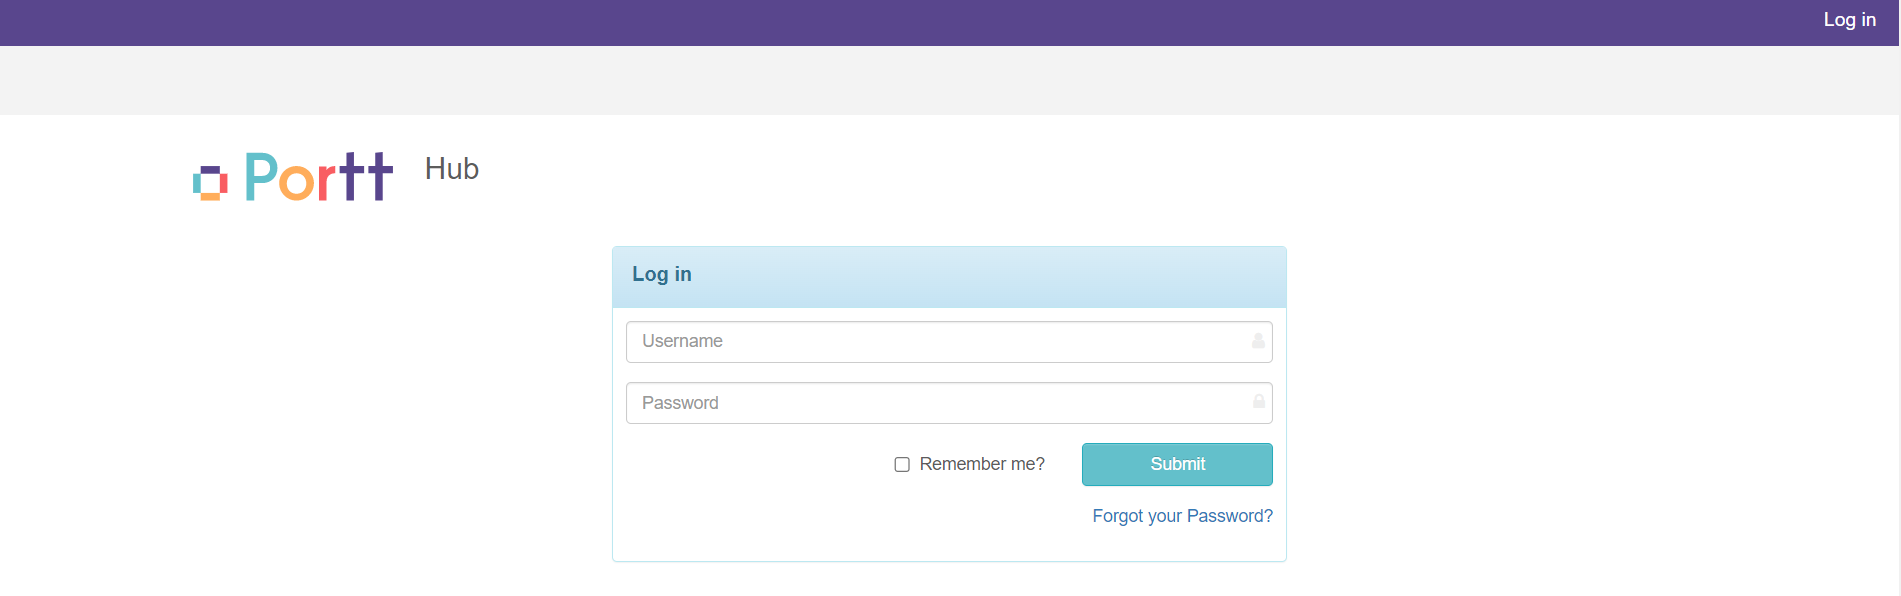 Log in
Portt Hub
Log in
Username
Password
Remember me? Submit
Forgot your Password?